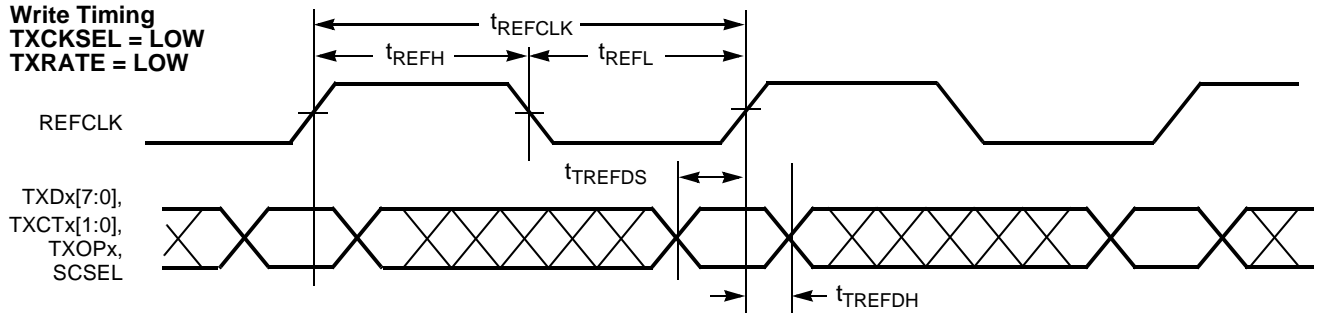 Write Timing
TXCKSEL = LOW
TXRATE = LOW
tREFCLK
tREFH
tREFL
REFCLK
tTREFDS
TXDx[7:0],
TXCTx[1:0],
TXOPx,
SCSEL
tTREFDH